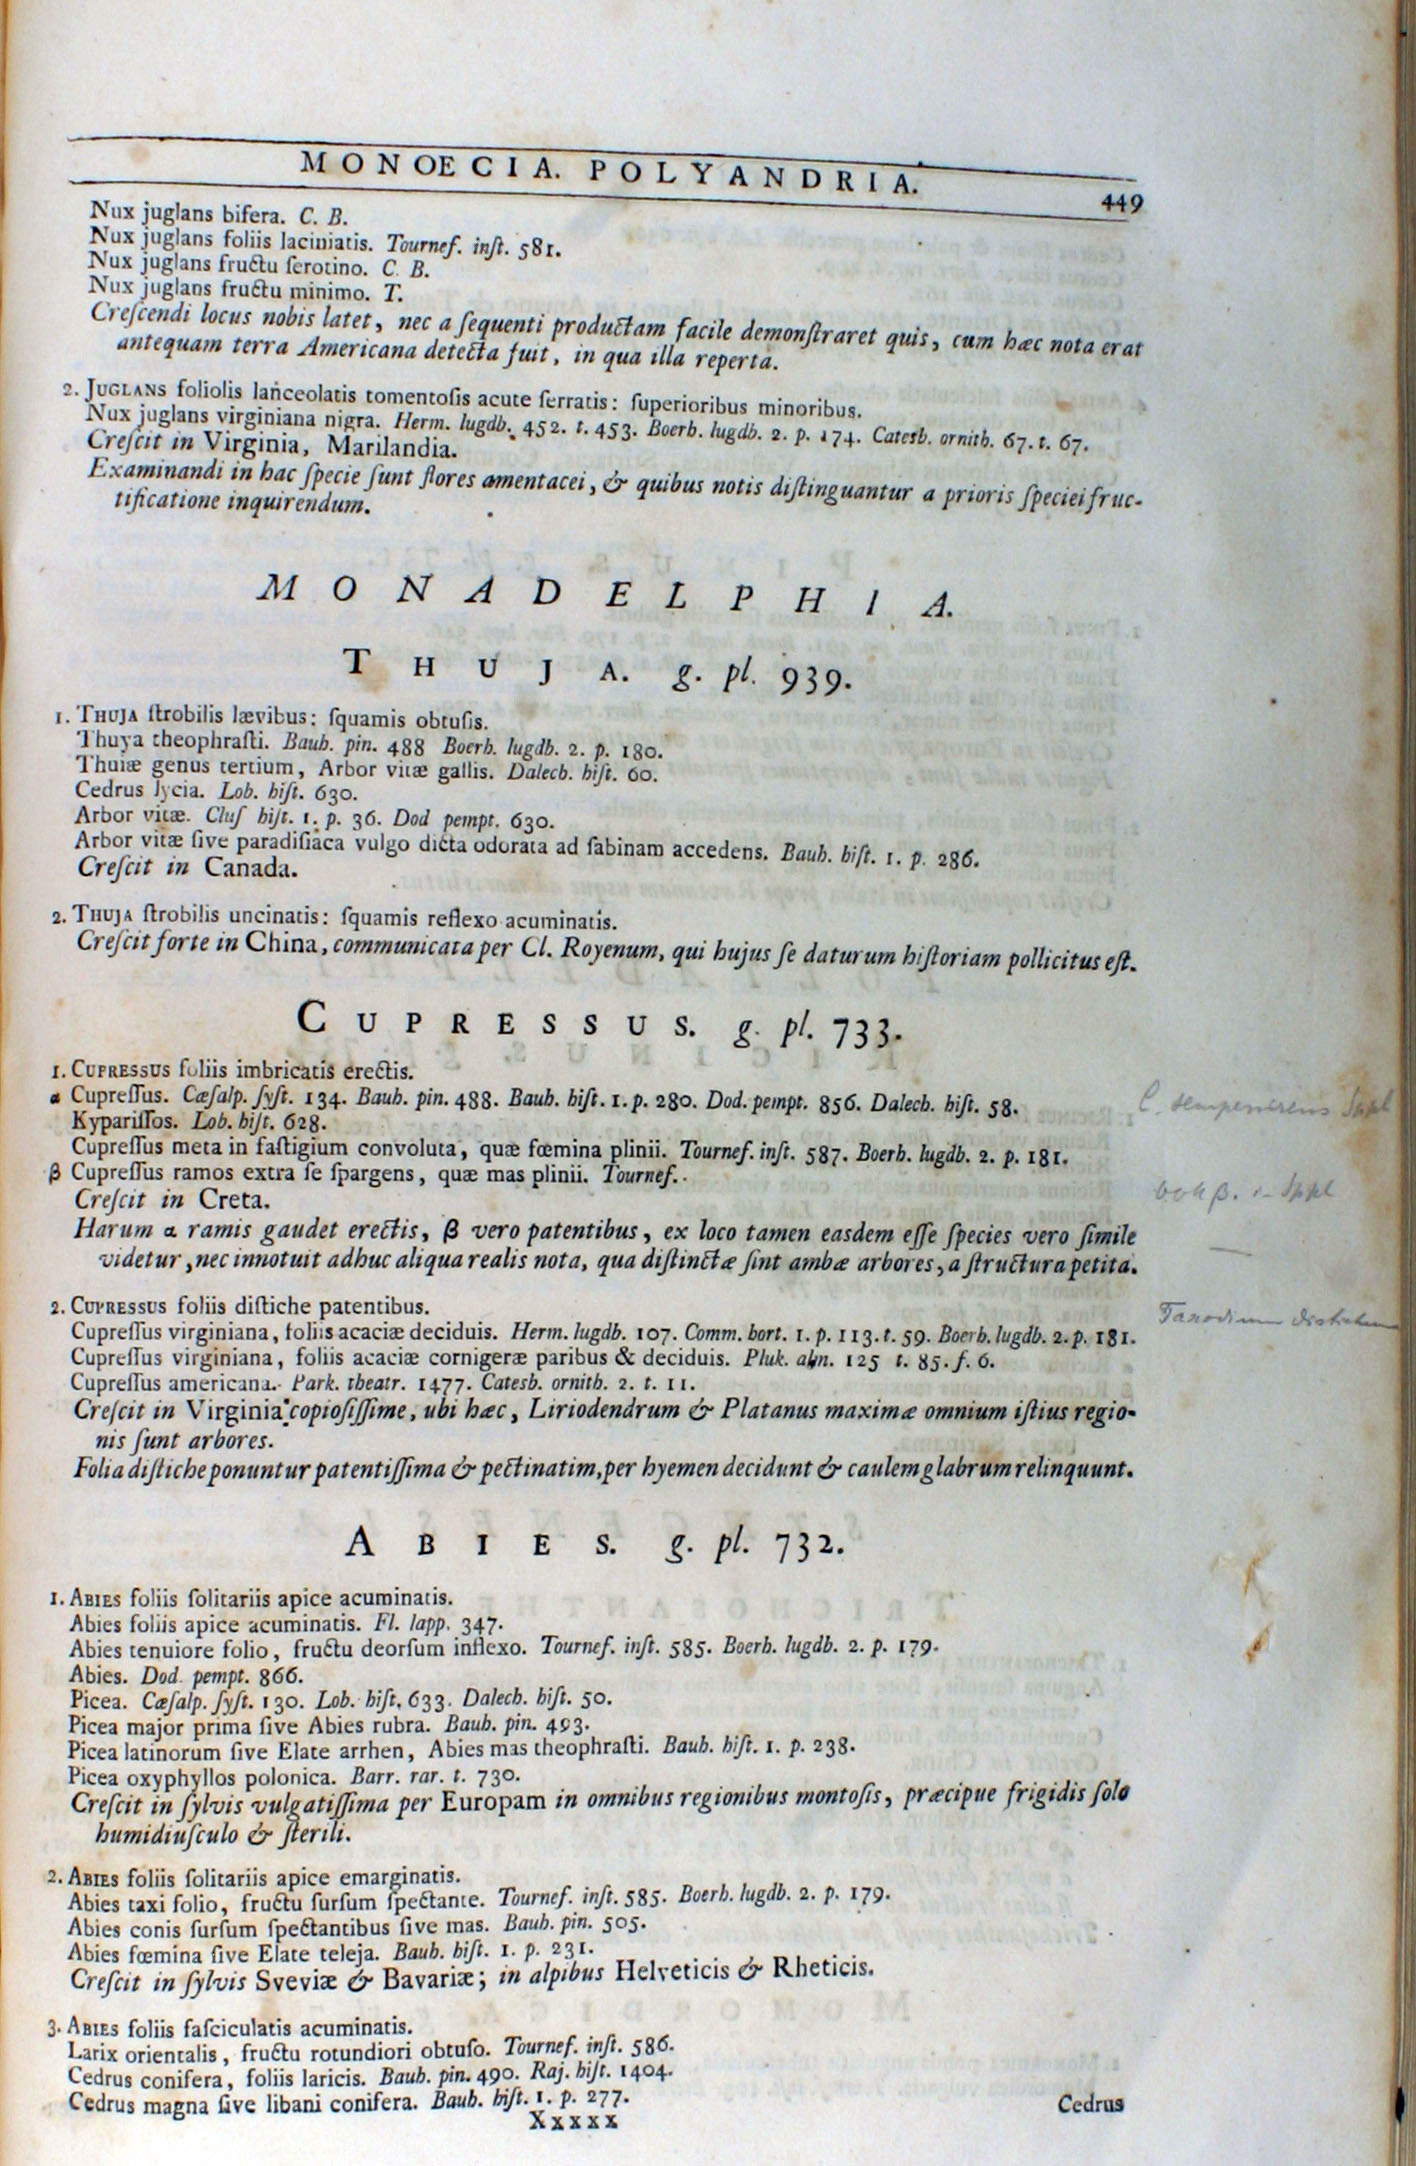 MONOECIA. POLYANDRIA. 449
Nux juglans bifera. C. B.
Nux juglans foliis laciniatis. Tournef. inſt. 581.
Nux juglans fructu ſerotino. C. B.
Nux juglans fructu minimo. T.
Creſcendi locus nobis latet, nec a ſequenti productam facile demonſtraret quis, cum hæc nota erat
antequam terra Americana detecta fuit, in qua illa reperta.
2. JUGLANS foliolis lanceolatis tomentoſis acute ſerratis: ſuperioribus minoribus.
Nux juglans virginiana nigra. Herm. lugdb. 452. t. 453. Boerh. lugdb. 2. p. 174. Catesb. ornith. 67. t. 67.
Creſcit in Virginia, Marilandia.
Examinandi in hac ſpecie ſunt flores amentacei, & quibus notis diſtinguantur a prioris ſpeciei fruc-
tificatione inquirendum.
MONADELPHIA.
THUJA. g. pl. 939.
1. THUJA ſtrobilis lævibus: ſquamis obtuſis.
Thuya theophraſti. Bauh. pin. 488 Boerh. lugdb. 2. p. 180.
Thuiæ genus tertium, Arbor vitæ gallis. Dalech. hiſt. 60.
Cedrus lycia. Lob. hiſt. 630.
Arbor vitæ. Cluſ hiſt. 1. p. 36. Dod pempt. 630.
Arbor vitæ ſive paradiſiaca vulgo dicta odorata ad ſabinam accedens. Bauh. hiſt. 1. p. 286.
Creſcit in Canada.
2. THUJA ſtrobilis uncinatis: ſquamis reflexo acuminatis.
Creſcit forte in China, communicata per Cl. Royenum, qui hujus ſe daturum hiſtoriam pollicitus eſt.
CUPRESSUS. g. pl. 733.
1. CUPRESSUS foliis imbricatis erectis.
α Cupreſſus. Cæſalp. ſyſt. 134. Bauh. pin. 488. Bauh. hiſt. 1. p. 280. Dod. pempt. 856. Dalech. hiſt. 58.
C. sempervirens Sppl
Kypariſſos. Lob. hiſt. 628.
Cupreſſus meta in faſtigium convoluta, quæ fœmina plinii. Tournef. inſt. 587. Boerh. lugdb. 2. p. 181.
β Cupreſſus ramos extra ſe ſpargens, quæ mas plinii. Tournef.
β. Sppl
Creſcit in Creta.
Harum α ramis gaudet erectis, β vero patentibus, ex loco tamen easdem eſſe ſpecies vero ſimile
videtur, nec innotuit adhuc aliqua realis nota, qua diſtinctæ ſint ambæ arbores, a ſtructura petita.
2. CUPRESSUS foliis diſtiche patentibus.
Taxodium distichum
Cupreſſus virginiana, foliis acaciæ deciduis. Herm. lugdb. 107. Comm. hort. 1. p. 113. t. 59. Boerh. lugdb. 2. p. 181.
Cupreſſus virginiana, foliis acaciæ cornigeræ paribus & deciduis. Pluk. alm. 125 t. 85. f. 6.
Cupreſſus americana. Park. theatr. 1477. Catesb. ornith. 2. t. 11.
Creſcit in Virginia copioſiſſime, ubi hæc, Liriodendrum & Platanus maximæ omnium iſtius regio-
nis ſunt arbores.
Folia diſtiche ponuntur patentiſſima & pectinatim, per hyemen decidunt & caulem glabrum relinquunt.
ABIES. g. pl. 732.
1. ABIES foliis ſolitariis apice acuminatis.
Abies foliis apice acuminatis. Fl. lapp. 347.
Abies tenuiore folio, fructu deorſum inflexo. Tournef. inſt. 585. Boerh. lugdb. 2. p. 179.
Abies. Dod. pempt. 866.
Picea. Cæſalp. ſyſt. 130. Lob. hiſt. 633. Dalech. hiſt. 50.
Picea major prima ſive Abies rubra. Bauh. pin. 493.
Picea latinorum ſive Elate arrhen, Abies mas theophraſti. Bauh. hiſt. 1. p. 238.
Picea oxyphyllos polonica. Barr. rar. t. 730.
Creſcit in ſylvis vulgatiſſima per Europam in omnibus regionibus montoſis, præcipue frigidis ſolo
humidiuſculo & ſterili.
2. ABIES foliis ſolitariis apice emarginatis.
Abies taxi folio, fructu ſurſum ſpectante. Tournef. inſt. 585. Boerh. lugdb. 2. p. 179.
Abies conis ſurſum ſpectantibus ſive mas. Bauh. pin. 505.
Abies fœmina ſive Elate teleja. Bauh. hiſt. 1. p. 231.
Creſcit in ſylvis Sveviæ & Bavariæ; in alpibus Helveticis & Rheticis.
3. ABIES foliis faſciculatis acuminatis.
Larix orientalis, fructu rotundiori obtuſo. Tournef. inſt. 586.
Cedrus conifera, foliis laricis. Bauh. pin. 490. Raj. hiſt. 1404.
Cedrus magna ſive libani conifera. Bauh. hiſt. 1. p. 277.
Xxxxx Cedrus